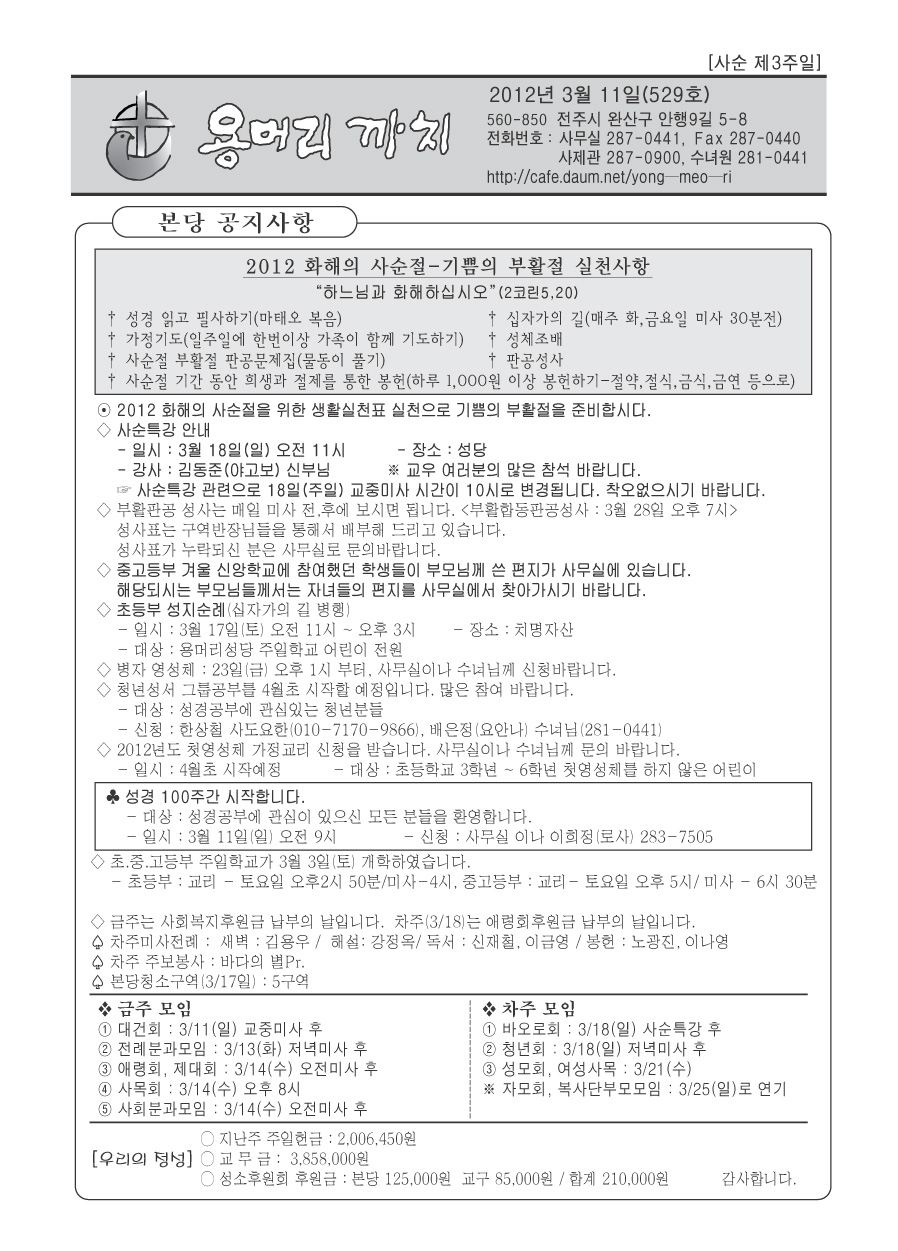 [사순 제3주일]
용머리 까치
2012년 3월 11일(529호)
560-850 전주시 완산구 안행9길 5-8
전화번호 : 사무실 287-0441, Fax 287-0440
사제관 287-0900, 수녀원 281-0441
http://cafe.daum.net/yong―meo―ri
본당 공지사항
2012 화해의 사순절-기쁨의 부활절 실천사항
“하느님과 화해하십시오”(2코린5,20)
† 성경 읽고 필사하기(마태오 복음) † 십자가의 길(매주 화,금요일 미사 30분전)
† 가정기도(일주일에 한번이상 가족이 함께 기도하기) † 성체조배
† 사순절 부활절 판공문제집(물동이 풀기) † 판공성사
† 사순절 기간 동안 희생과 절제를 통한 봉헌(하루 1,000원 이상 봉헌하기-절약,절식,금식,금연 등으로)
⊙ 2012 화해의 사순절을 위한 생활실천표 실천으로 기쁨의 부활절을 준비합시다.
◇ 사순특강 안내
- 일시 : 3월 18일(일) 오전 11시 - 장소 : 성당
- 강사 : 김동준(야고보) 신부님 ※ 교우 여러분의 많은 참석 바랍니다.
☞ 사순특강 관련으로 18일(주일) 교중미사 시간이 10시로 변경됩니다. 착오없으시기 바랍니다.
◇ 부활판공 성사는 매일 미사 전,후에 보시면 됩니다. <부활합동판공성사 : 3월 28일 오후 7시>
성사표는 구역반장님들을 통해서 배부해 드리고 있습니다.
성사표가 누락되신 분은 사무실로 문의바랍니다.
◇ 중고등부 겨울 신앙학교에 참여했던 학생들이 부모님께 쓴 편지가 사무실에 있습니다.
해당되시는 부모님들께서는 자녀들의 편지를 사무실에서 찾아가시기 바랍니다.
◇ 초등부 성지순례(십자가의 길 병행)
- 일시 : 3월 17일(토) 오전 11시 ~ 오후 3시 - 장소 : 치명자산
- 대상 : 용머리성당 주일학교 어린이 전원
◇ 병자 영성체 : 23일(금) 오후 1시 부터, 사무실이나 수녀님께 신청바랍니다.
◇ 청년성서 그룹공부를 4월초 시작할 예정입니다. 많은 참여 바랍니다.
- 대상 : 성경공부에 관심있는 청년분들
- 신청 : 한상철 사도요한(010-7170-9866), 배은정(요안나) 수녀님(281-0441)
◇ 2012년도 첫영성체 가정교리 신청을 받습니다. 사무실이나 수녀님께 문의 바랍니다.
- 일시 : 4월초 시작예정 - 대상 : 초등학교 3학년 ~ 6학년 첫영성체를 하지 않은 어린이
♣ 성경 100주간 시작합니다.
- 대상 : 성경공부에 관심이 있으신 모든 분들을 환영합니다.
- 일시 : 3월 11일(일) 오전 9시 - 신청 : 사무실 이나 이희정(로사) 283-7505
◇ 초.중.고등부 주일학교가 3월 3일(토) 개학하였습니다.
- 초등부 : 교리 - 토요일 오후2시 50분/미사-4시, 중고등부 : 교리- 토요일 오후 5시/ 미사 - 6시 30분
◇ 금주는 사회복지후원금 납부의 날입니다. 차주(3/18)는 애령회후원금 납부의 날입니다.
♤ 차주미사전례 : 새벽 : 김용우 / 해설: 강정옥/ 독서 : 신재철, 이금영 / 봉헌 : 노광진, 이나영
♤ 차주 주보봉사 : 바다의 별Pr.
♤ 본당청소구역(3/17일) : 5구역
❖ 금주 모임
① 대건회 : 3/11(일) 교중미사 후
② 전례분과모임 : 3/13(화) 저녁미사 후
③ 애령회, 제대회 : 3/14(수) 오전미사 후
④ 사목회 : 3/14(수) 오후 8시
⑤ 사회분과모임 : 3/14(수) 오전미사 후
❖ 차주 모임
① 바오로회 : 3/18(일) 사순특강 후
② 청년회 : 3/18(일) 저녁미사 후
③ 성모회, 여성사목 : 3/21(수)
※ 자모회, 복사단부모모임 : 3/25(일)로 연기
[우리의 정성]
○ 지난주 주일헌금 : 2,006,450원
○ 교 무 금 : 3,858,000원
○ 성소후원회 후원금 : 본당 125,000원 교구 85,000원 / 합계 210,000원 감사합니다.